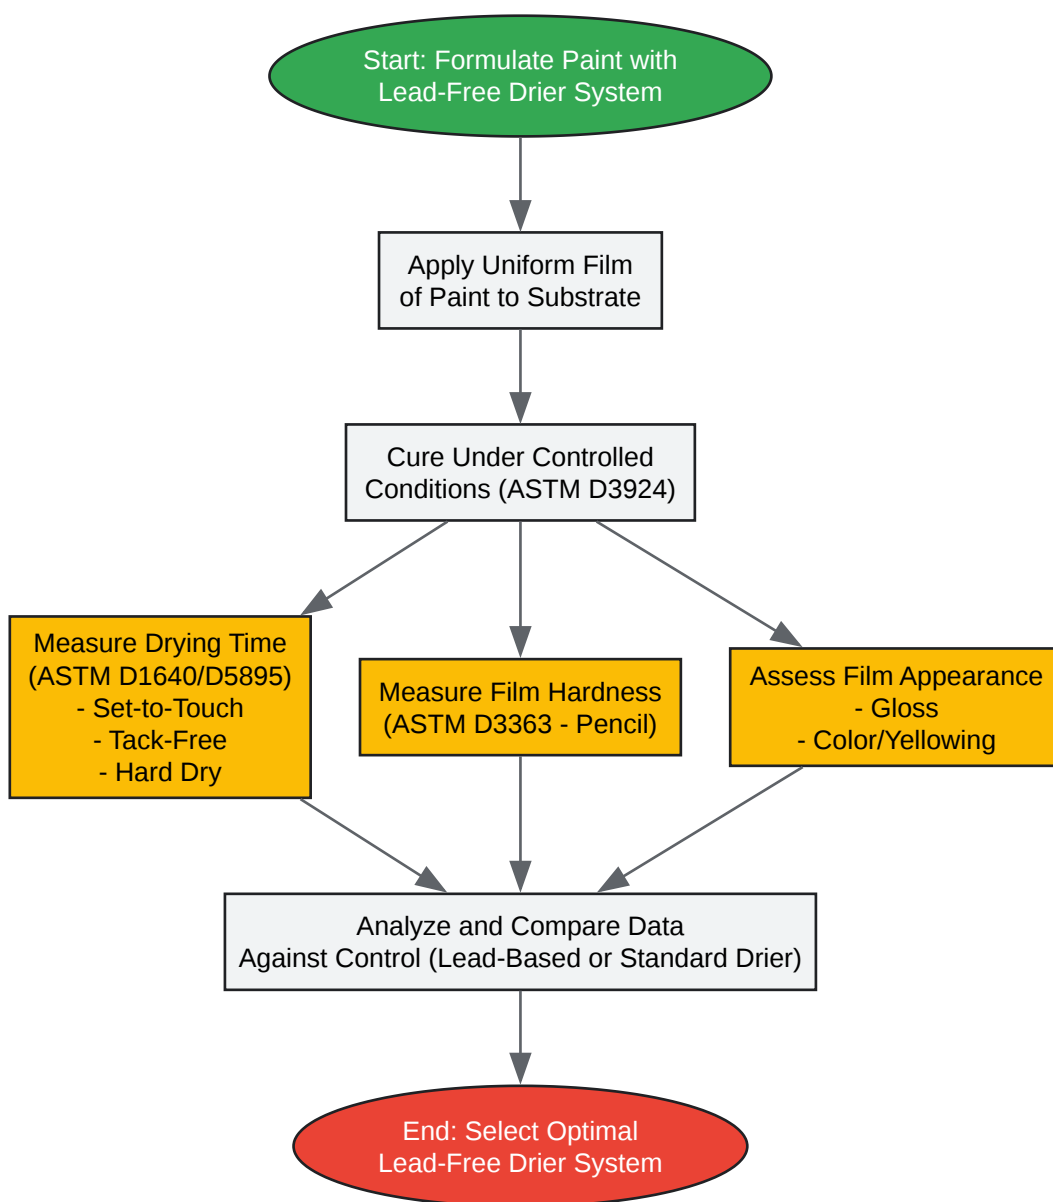 Start: Formulate Paint with
Lead-Free Drier System
Apply Uniform Film
of Paint to Substrate
Cure Under Controlled
Conditions (ASTM D3924)
Measure Drying Time
(ASTM D1640/D5895)
- Set-to-Touch
- Tack-Free
- Hard Dry
Measure Film Hardness
(ASTM D3363 - Pencil)
Assess Film Appearance
- Gloss
- Color/Yellowing
Analyze and Compare Data
Against Control (Lead-Based or Standard Drier)
End: Select Optimal
Lead-Free Drier System